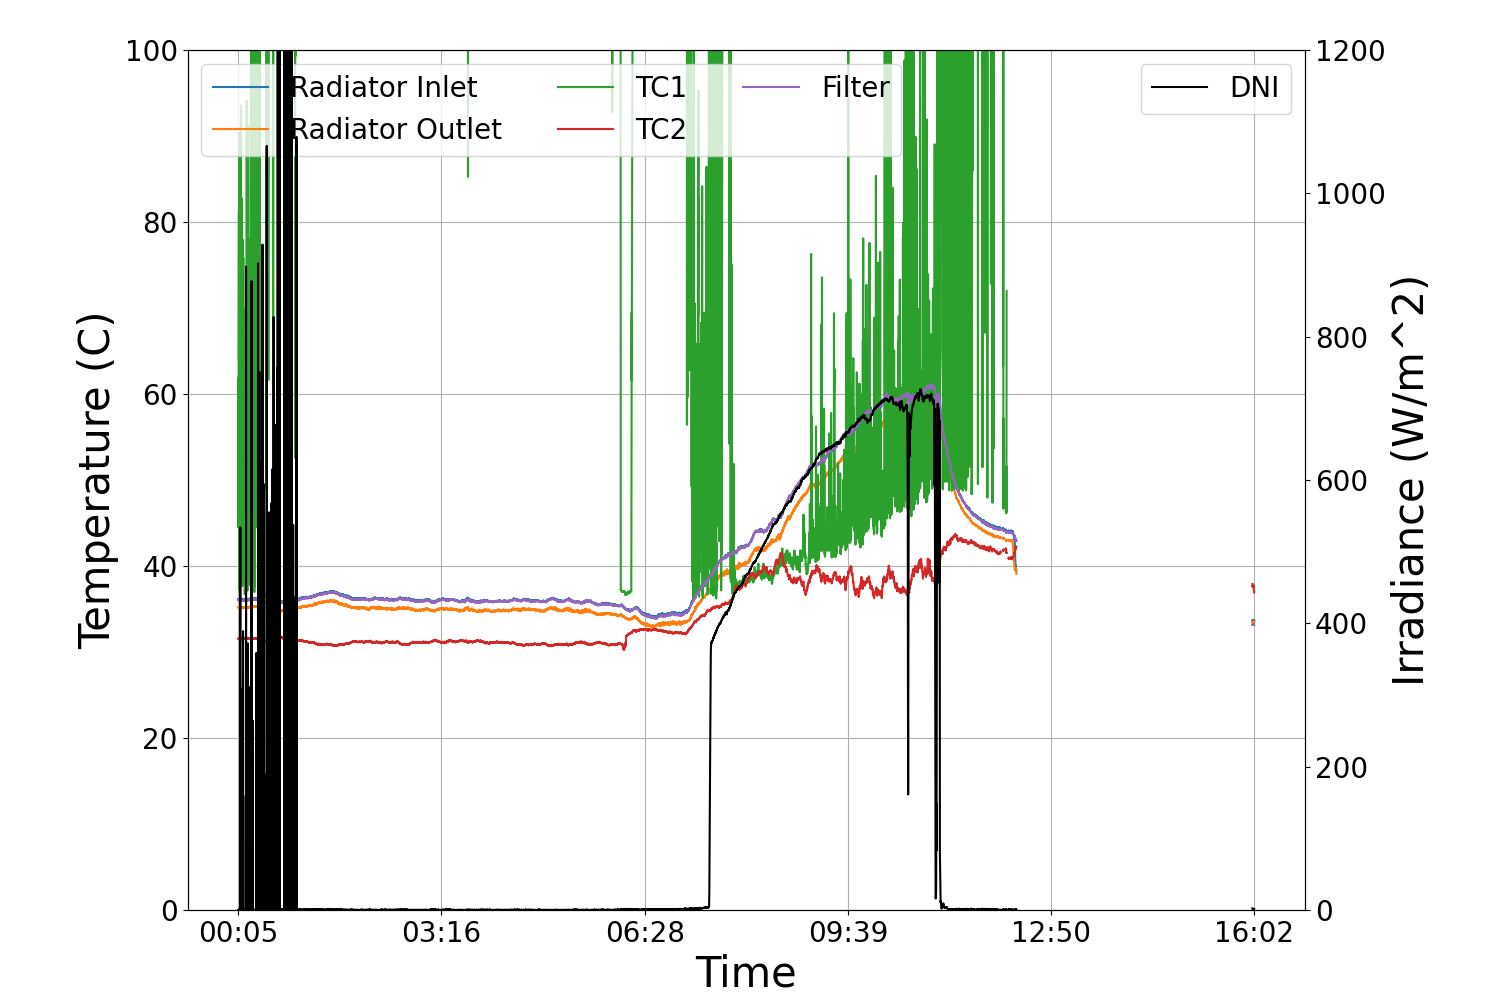 Radiator Inlet
Radiator Outlet
TC1
TC2
Filter
DNI
100
80
60
40
20
0
Temperature (C)
1200
1000
800
600
400
200
0
Irradiance (W/m^2)
00:05 03:16 06:28 09:39 12:50 16:02
Time